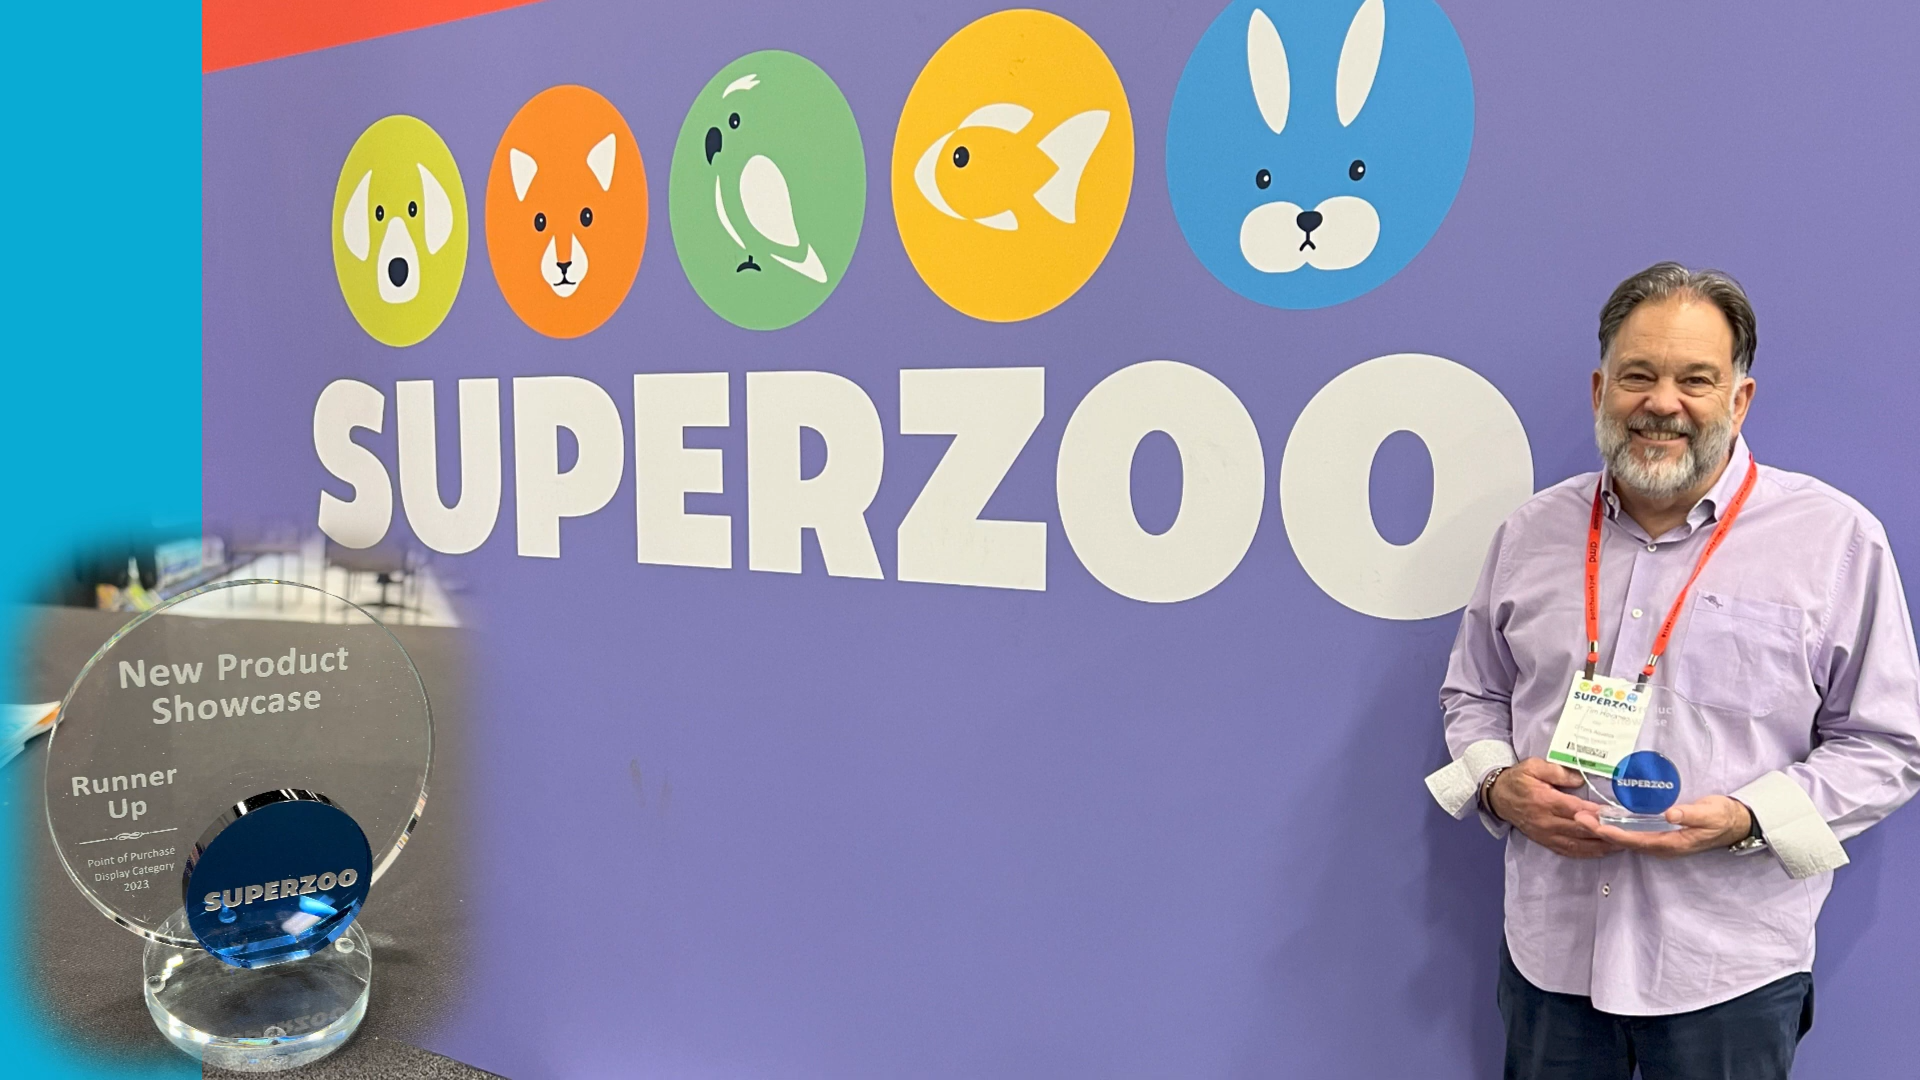 SUPERZOO
New Product
Showcase
Runner
Up
Point of Purchase
Display Category
2023
SUPERZOO
SUPERZOO
SUPERZOO